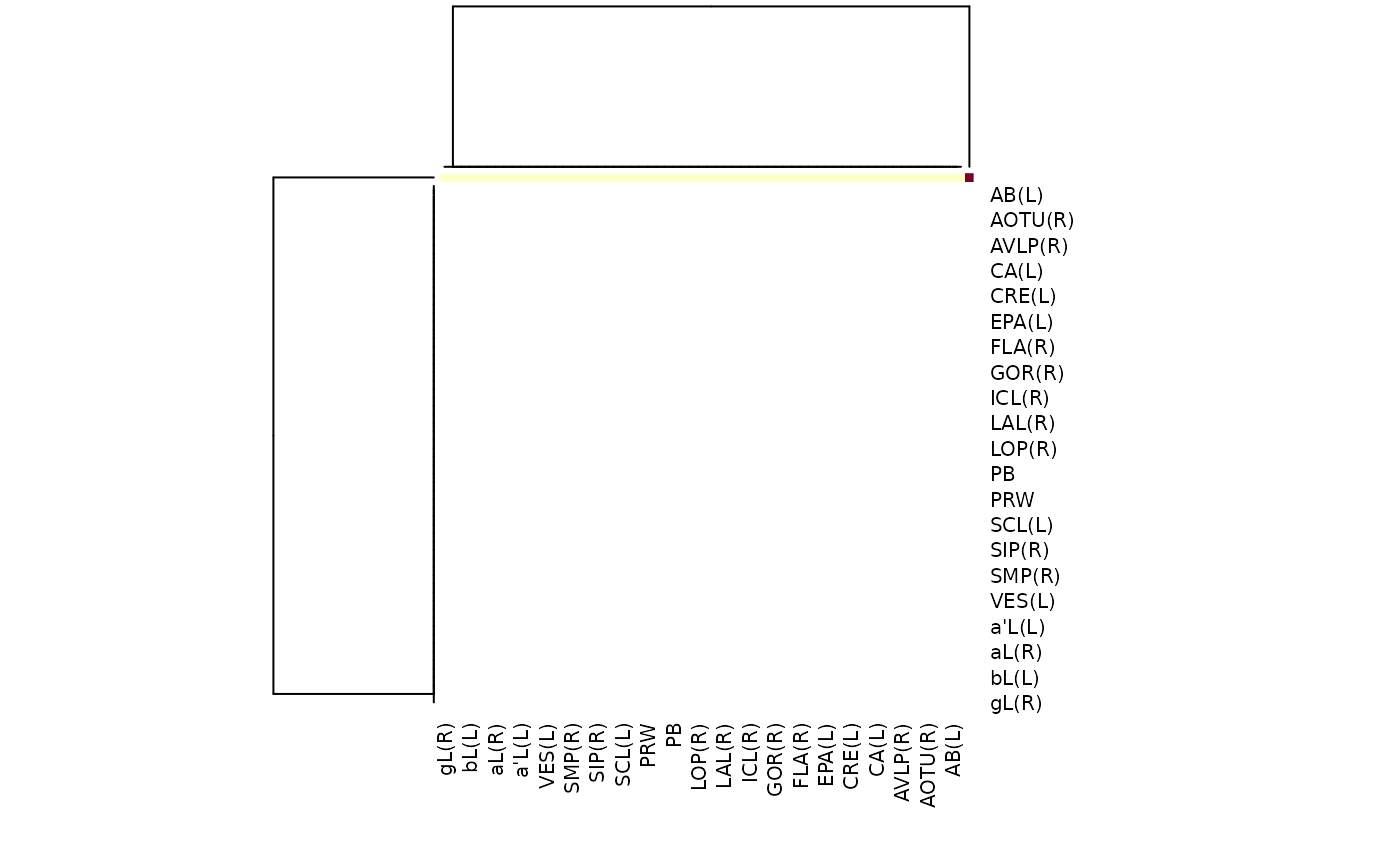 AB(L)
AOTU(R)
AVLP(R)
CA(L)
CRE(L)
EPA(L)
FLA(R)
GOR(R)
ICL(R)
LAL(R)
LOP(R)
PB
PRW
SCL(L)
SIP(R)
SMP(R)
VES(L)
a'L(L)
aL(R)
bL(L)
gL(R)
gL(R)
bL(L)
aL(R)
a'L(L)
VES(L)
SMP(R)
SIP(R)
SCL(L)
PRW
PB
LOP(R)
LAL(R)
ICL(R)
GOR(R)
FLA(R)
EPA(L)
CRE(L)
CA(L)
AVLP(R)
AOTU(R)
AB(L)